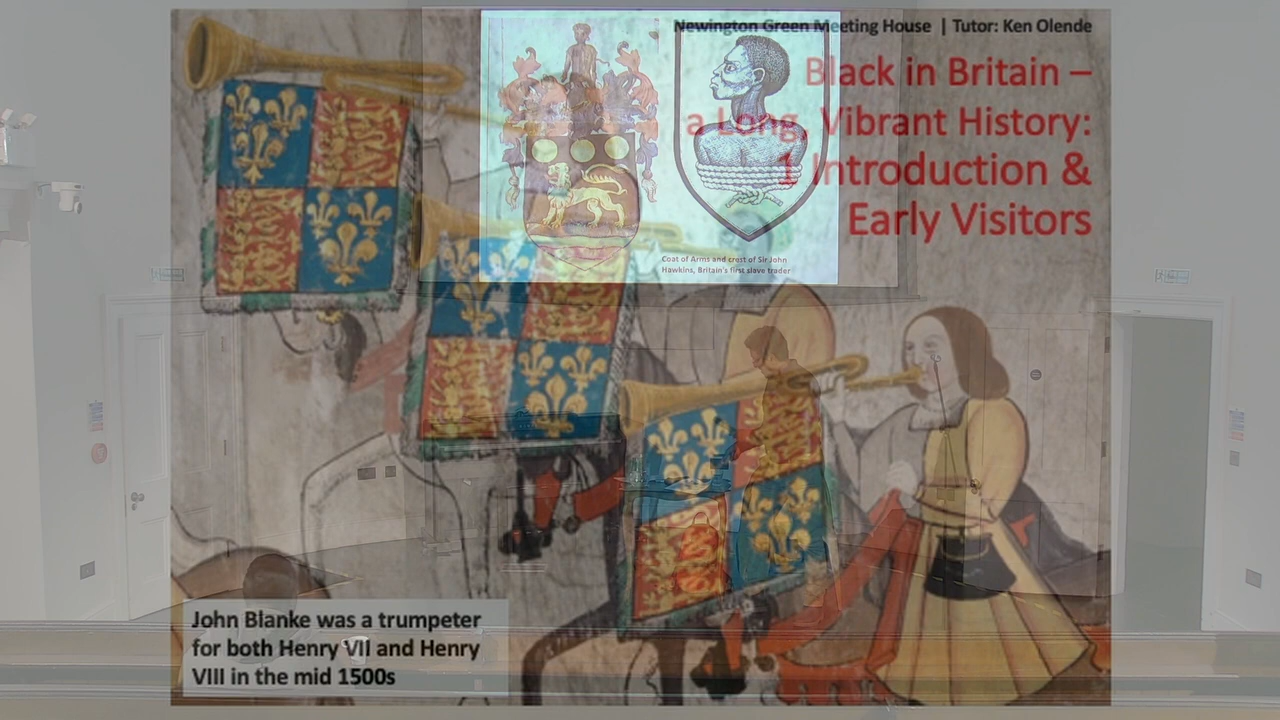 Newington Green Meeting House | Tutor: Ken Olende
Black in Britain –
a Long, Vibrant History:
1 Introduction &
Early Visitors
Coat of Arms and crest of Sir John
Hawkins, Britain's first slave trader
John Blanke was a trumpeter
for both Henry VII and Henry
VIII in the mid 1500s